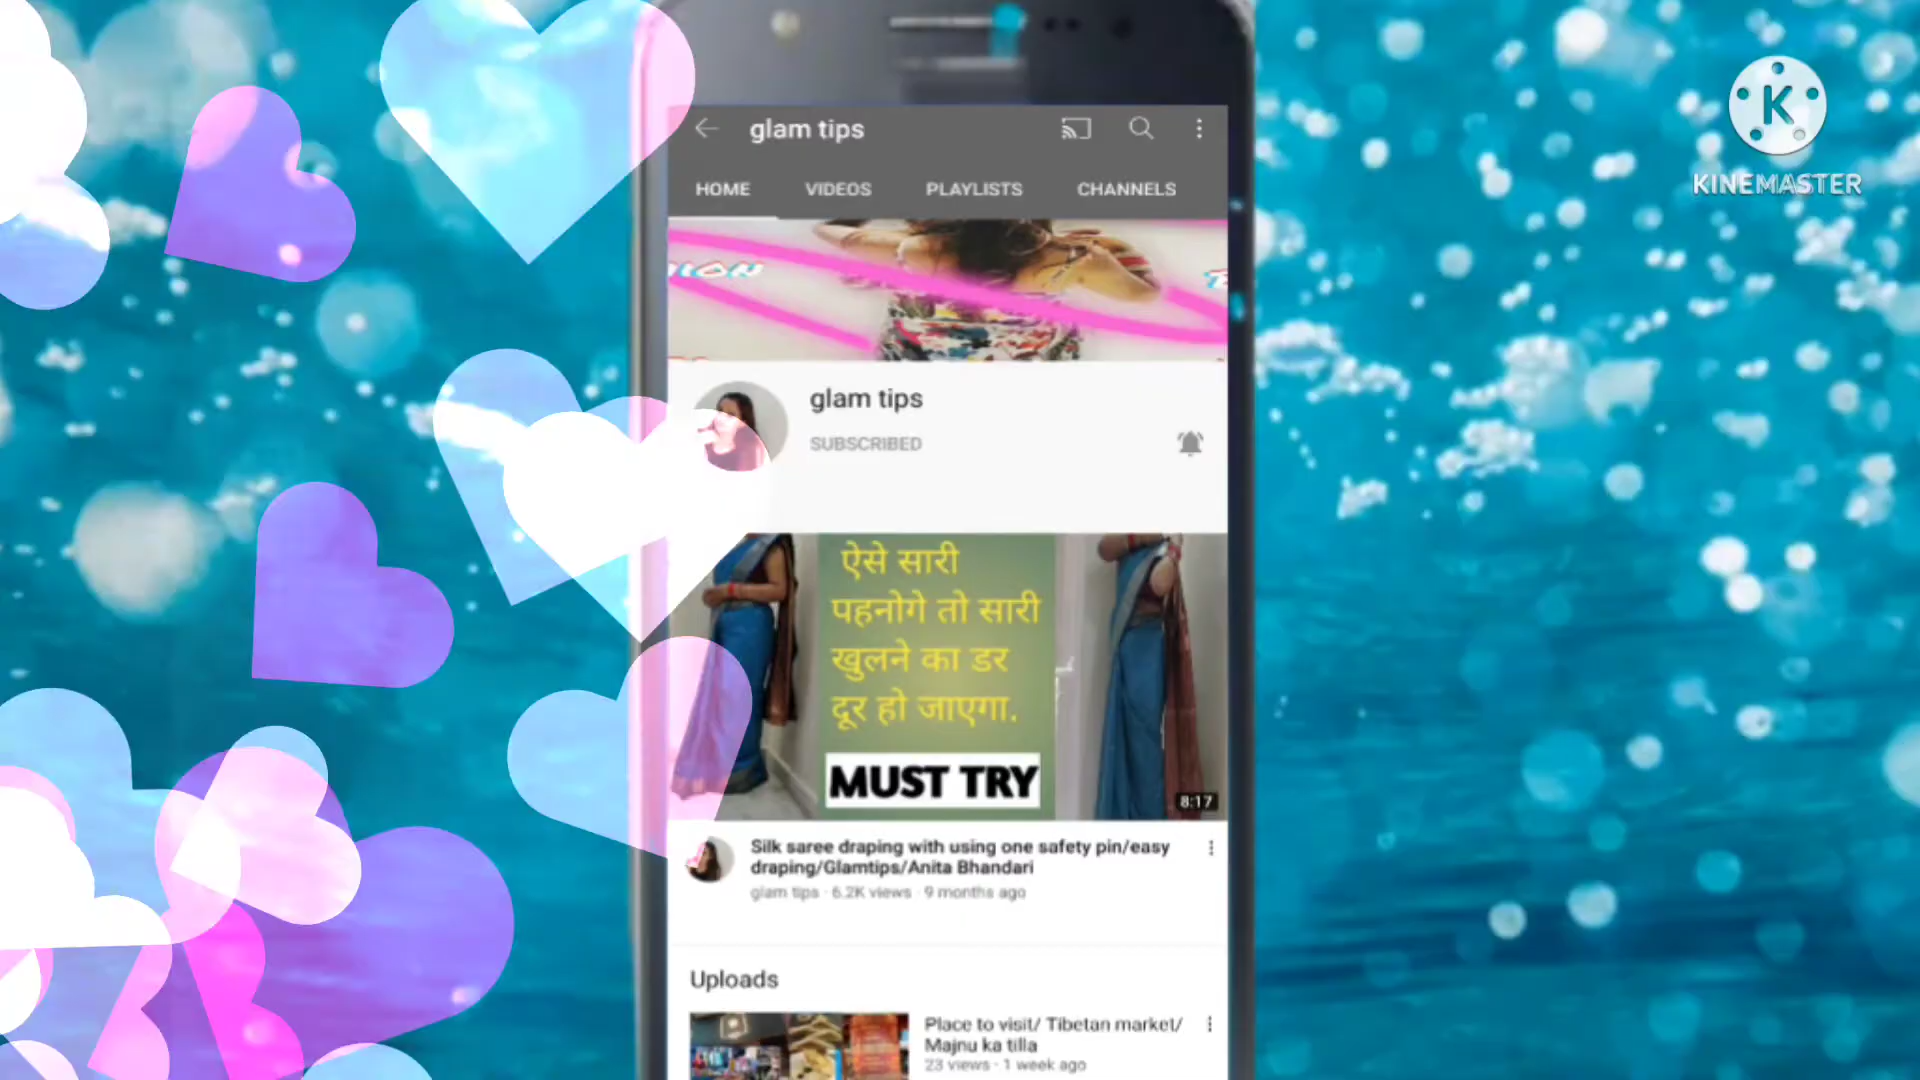 glam tips
HOME VIDEOS PLAYLISTS CHANNELS
KINEMASTER
glam tips
SUBSCRIBED
ऐसे सारी
पहनोगे तो सारी
खुलने का डर
दूर हो जाएगा.
MUST TRY
8:17
Silk saree draping with using one safety pin/easy
draping/Glamtips/Anita Bhandari
glam tips · 6.2K views · 9 months ago
Uploads
Place to visit/ Tibetan market/
Majnu ka tilla
23 views · 1 week ago